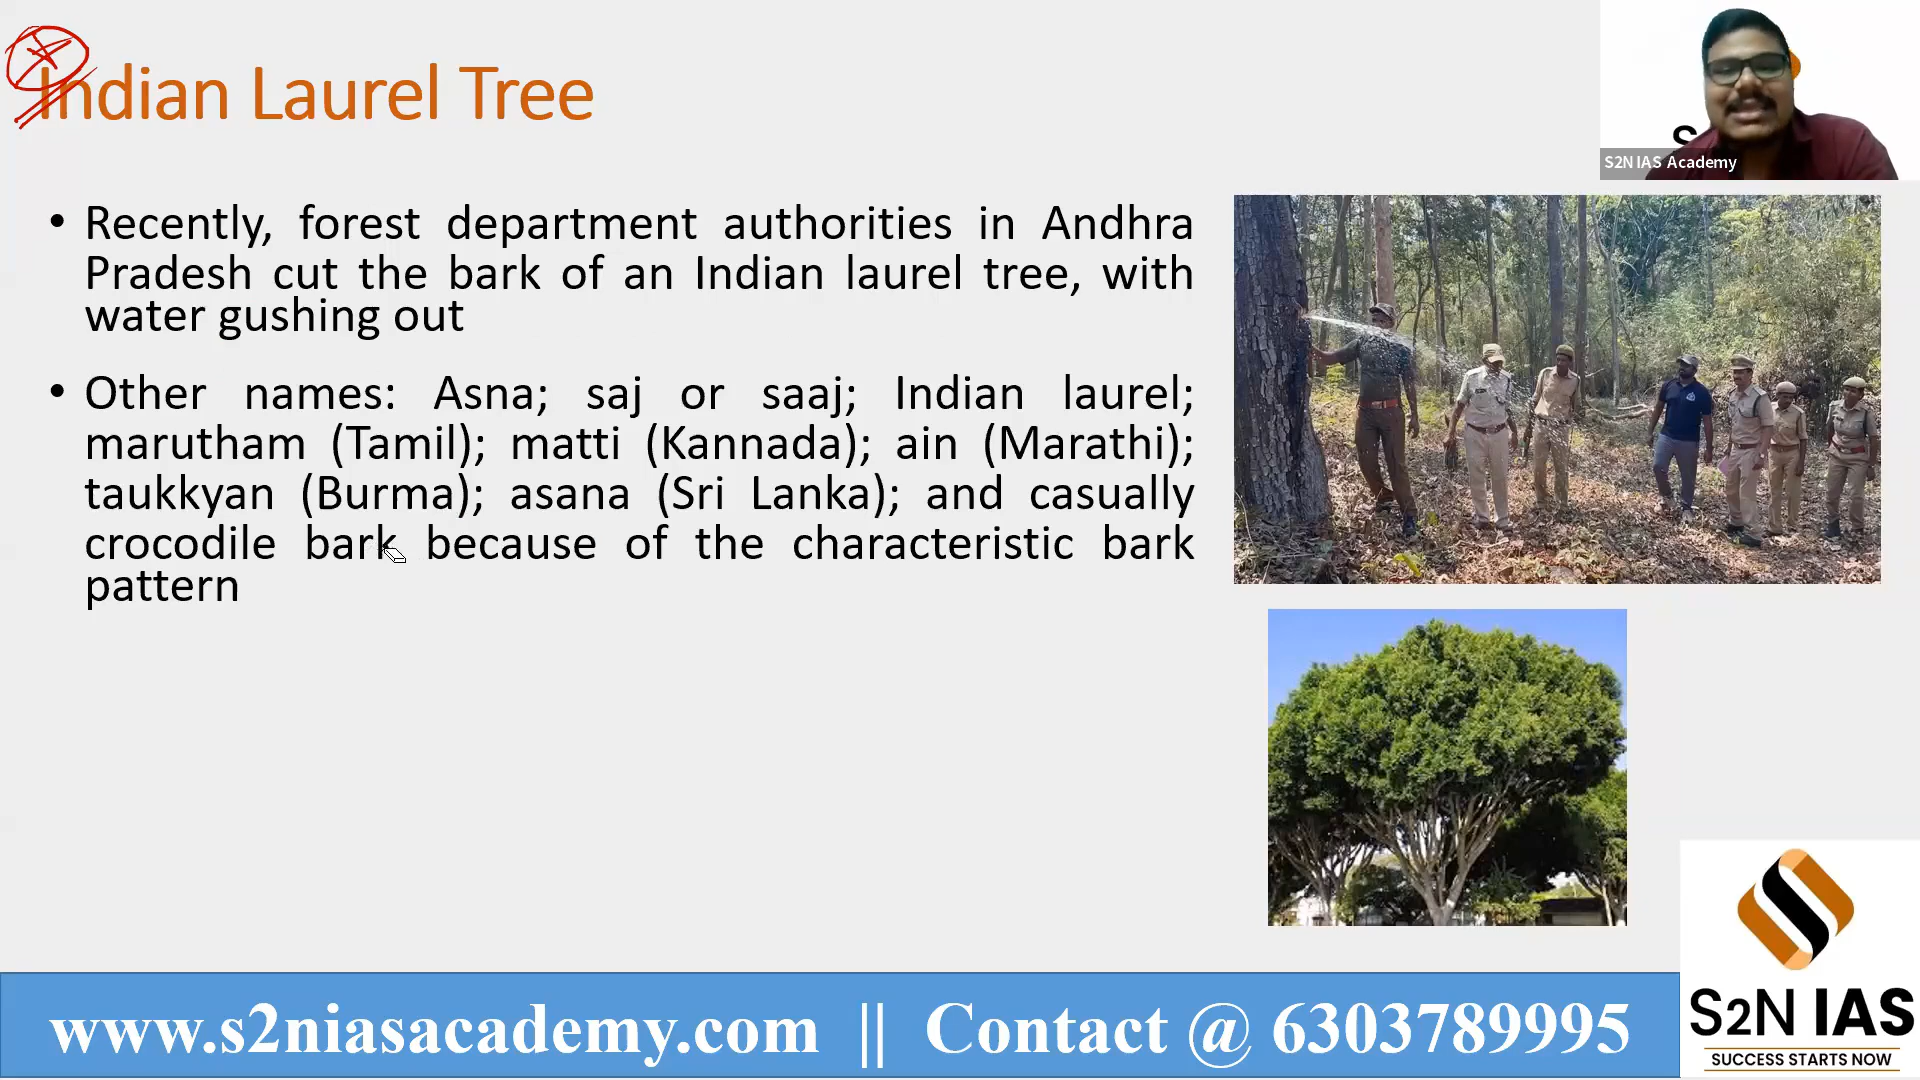 Indian Laurel Tree
S
S2N IAS Academy
• Recently, forest department authorities in Andhra
Pradesh cut the bark of an Indian laurel tree, with
water gushing out
• Other names: Asna; saj or saaj; Indian laurel;
marutham (Tamil); matti (Kannada); ain (Marathi);
taukkyan (Burma); asana (Sri Lanka); and casually
crocodile bark because of the characteristic bark
pattern
www.s2niasacademy.com || Contact @ 6303789995
S2N IAS
SUCCESS STARTS NOW